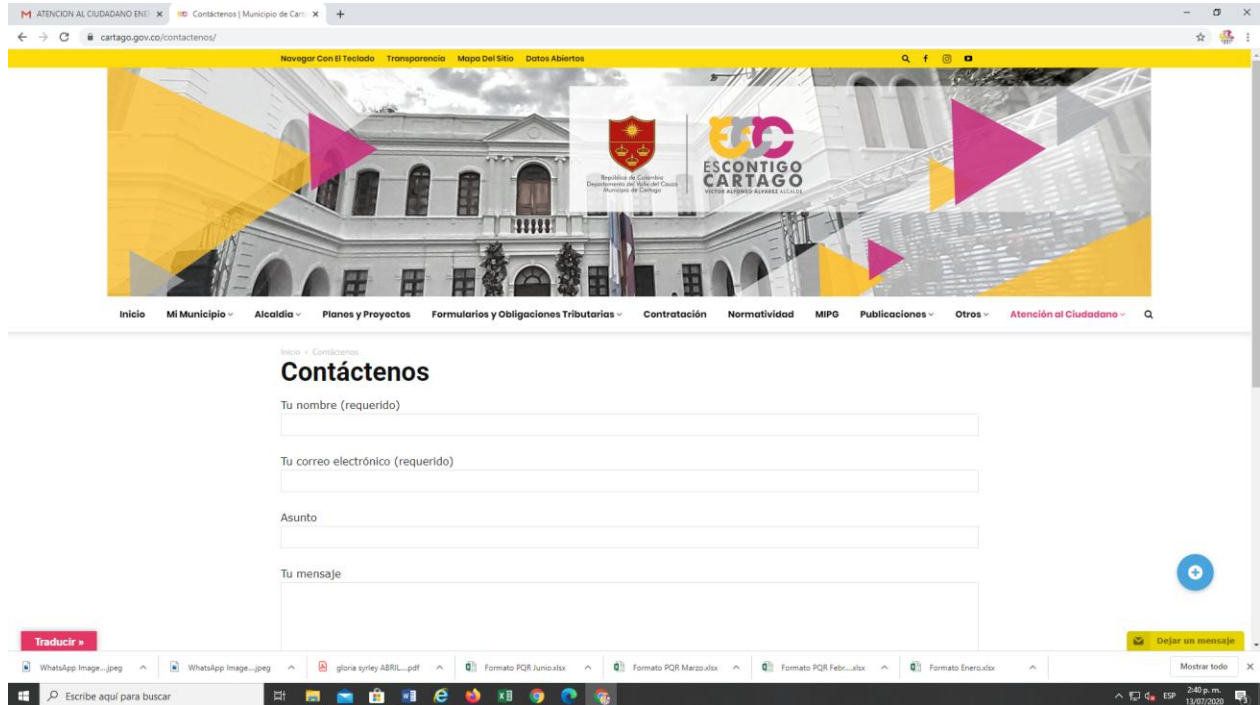 ATENCION AL CIUDADANO ENE
Contáctenos | Municipio de Cart
cartago.gov.co/contactenos/
Navegar Con El Teclado Transparencia Mapa Del Sitio Datos Abiertos
República de Colombia
Departamento del Valle del Cauca
Municipio de Cartago
ESCONTIGO
CARTAGO
VICTOR ALFONSO ÁLVAREZ ALCALDE
Inicio Mi Municipio Alcaldía Planes y Proyectos Formularios y Obligaciones Tributarias Contratación Normatividad MIPG Publicaciones Otros Atención al Ciudadano
Inicio › Contáctenos
Contáctenos
Tu nombre (requerido)
Tu correo electrónico (requerido)
Asunto
Tu mensaje
Traducir »
Dejar un mensaje
WhatsApp Image....jpeg WhatsApp Image....jpeg gloria syrley ABRIL....pdf Formato PQR Junio.xlsx Formato PQR Marzo.xlsx Formato PQR Febr....xlsx Formato Enero.xlsx Mostrar todo
Escribe aquí para buscar
ESP
2:40 p. m.
13/07/2020